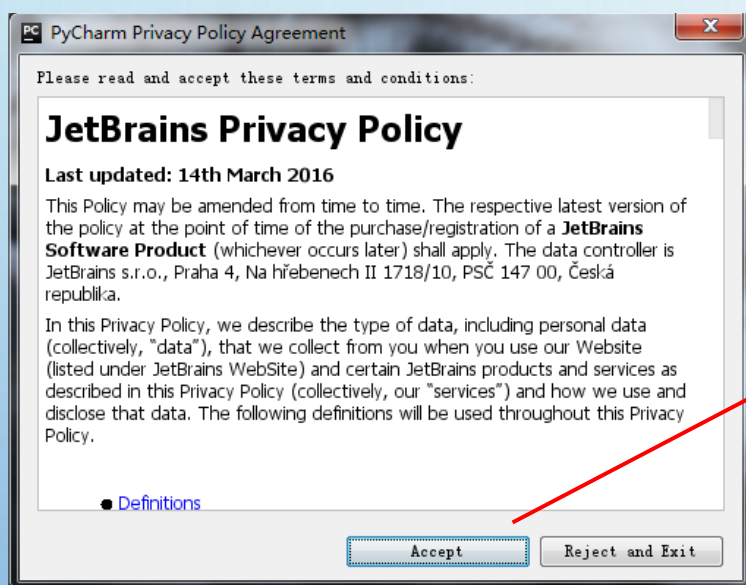 PC PyCharm Privacy Policy Agreement
Please read and accept these terms and conditions:
JetBrains Privacy Policy
Last updated: 14th March 2016
This Policy may be amended from time to time. The respective latest version of
the policy at the point of time of the purchase/registration of a JetBrains
Software Product (whichever occurs later) shall apply. The data controller is
JetBrains s.r.o., Praha 4, Na hřebenech II 1718/10, PSČ 147 00, Česká
republika.
In this Privacy Policy, we describe the type of data, including personal data
(collectively, "data"), that we collect from you when you use our Website
(listed under JetBrains WebSite) and certain JetBrains products and services as
described in this Privacy Policy (collectively, our "services") and how we use and
disclose that data. The following definitions will be used throughout this Privacy
Policy.
● Definitions
Accept Reject and Exit